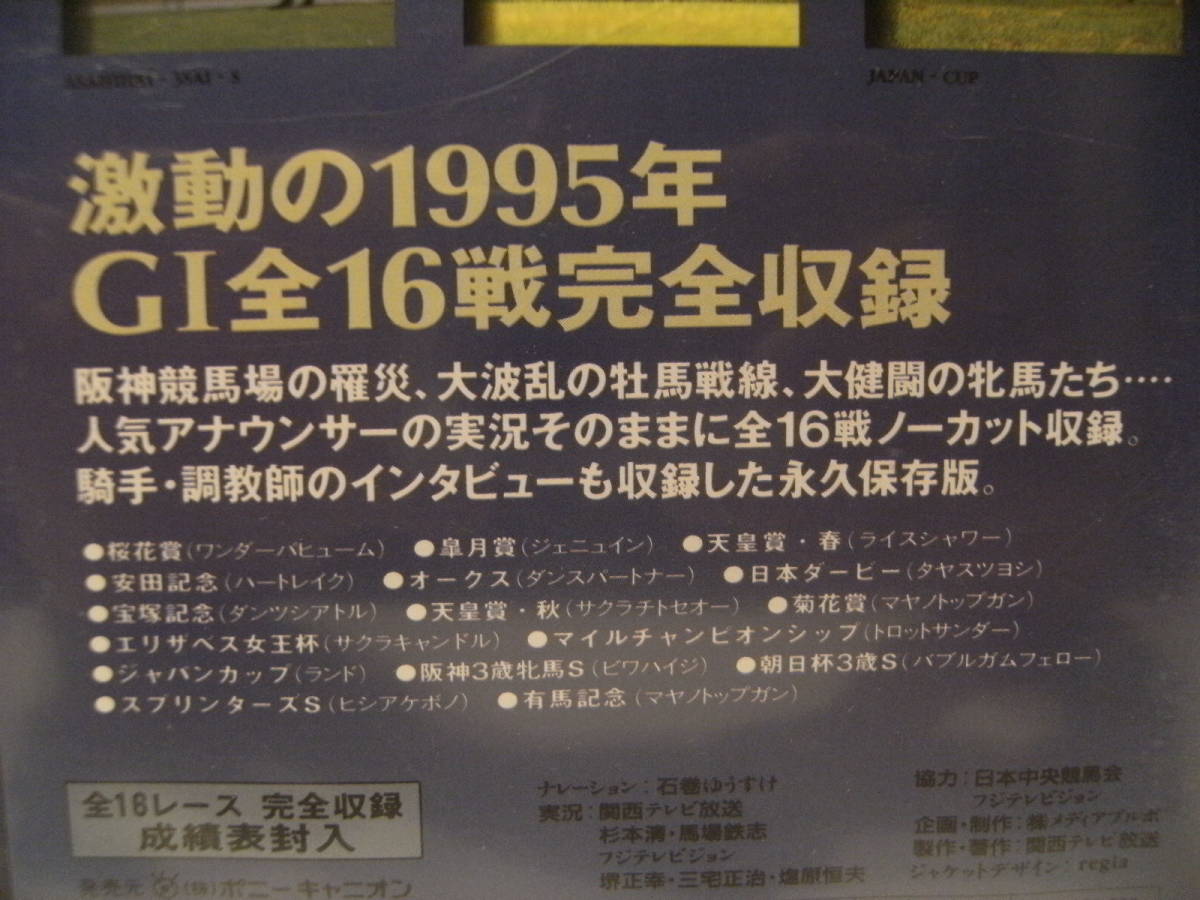 ASAHIHAI・3SAI・S
JAPAN・CUP
激動の1995年
GI全16戦完全収録
阪神競馬場の罹災、大波乱の牡馬戦線、大健闘の牝馬たち‥‥
人気アナウンサーの実況そのままに全16戦ノーカット収録。
騎手・調教師のインタビューも収録した永久保存版。
●桜花賞(ワンダーパヒューム) ●皐月賞(ジェニュイン) ●天皇賞・春(ライスシャワー)
●安田記念(ハートレイク) ●オークス(ダンスパートナー) ●日本ダービー(タヤスツヨシ)
●宝塚記念(ダンツシアトル) ●天皇賞・秋(サクラチトセオー) ●菊花賞(マヤノトップガン)
●エリザベス女王杯(サクラキャンドル) ●マイルチャンピオンシップ(トロットサンダー)
●ジャパンカップ(ランド) ●阪神3歳牝馬S(ビワハイジ) ●朝日杯3歳S(バブルガムフェロー)
●スプリンターズS(ヒシアケボノ) ●有馬記念(マヤノトップガン)
全16レース 完全収録
成績表封入
発売元 (株)ポニーキャニオン
ナレーション：石巻ゆうすけ
実況：関西テレビ放送
杉本清・馬場鉄志
フジテレビジョン
堺正幸・三宅正治・塩原恒夫
協力：日本中央競馬会
フジテレビジョン
企画・制作：㈱メディアプルポ
製作・著作：関西テレビ放送
ジャケットデザイン：regia